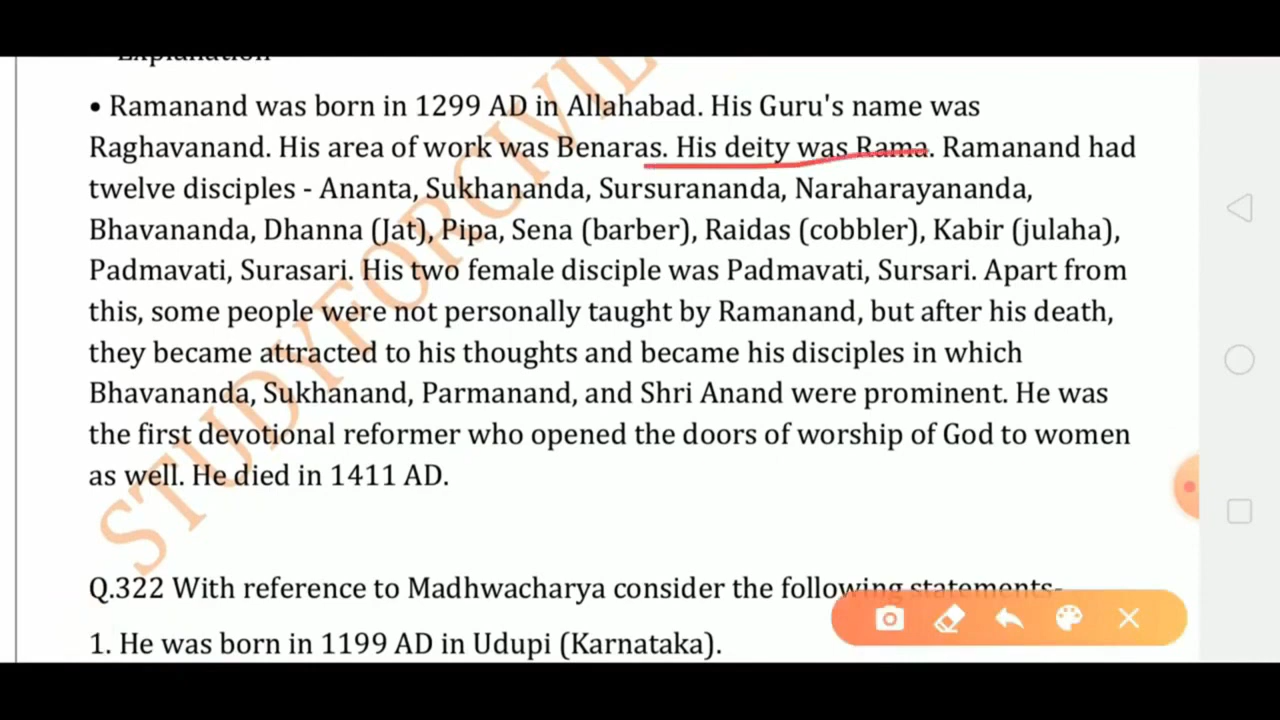 Explanation
• Ramanand was born in 1299 AD in Allahabad. His Guru's name was
Raghavanand. His area of work was Benaras. His deity was Rama. Ramanand had
twelve disciples - Ananta, Sukhananda, Sursurananda, Naraharayananda,
Bhavananda, Dhanna (Jat), Pipa, Sena (barber), Raidas (cobbler), Kabir (julaha),
Padmavati, Surasari. His two female disciple was Padmavati, Sursari. Apart from
this, some people were not personally taught by Ramanand, but after his death,
they became attracted to his thoughts and became his disciples in which
Bhavananda, Sukhanand, Parmanand, and Shri Anand were prominent. He was
the first devotional reformer who opened the doors of worship of God to women
as well. He died in 1411 AD.
STUDYFORCIVIL
Q.322 With reference to Madhwacharya consider the following statements-
1. He was born in 1199 AD in Udupi (Karnataka).